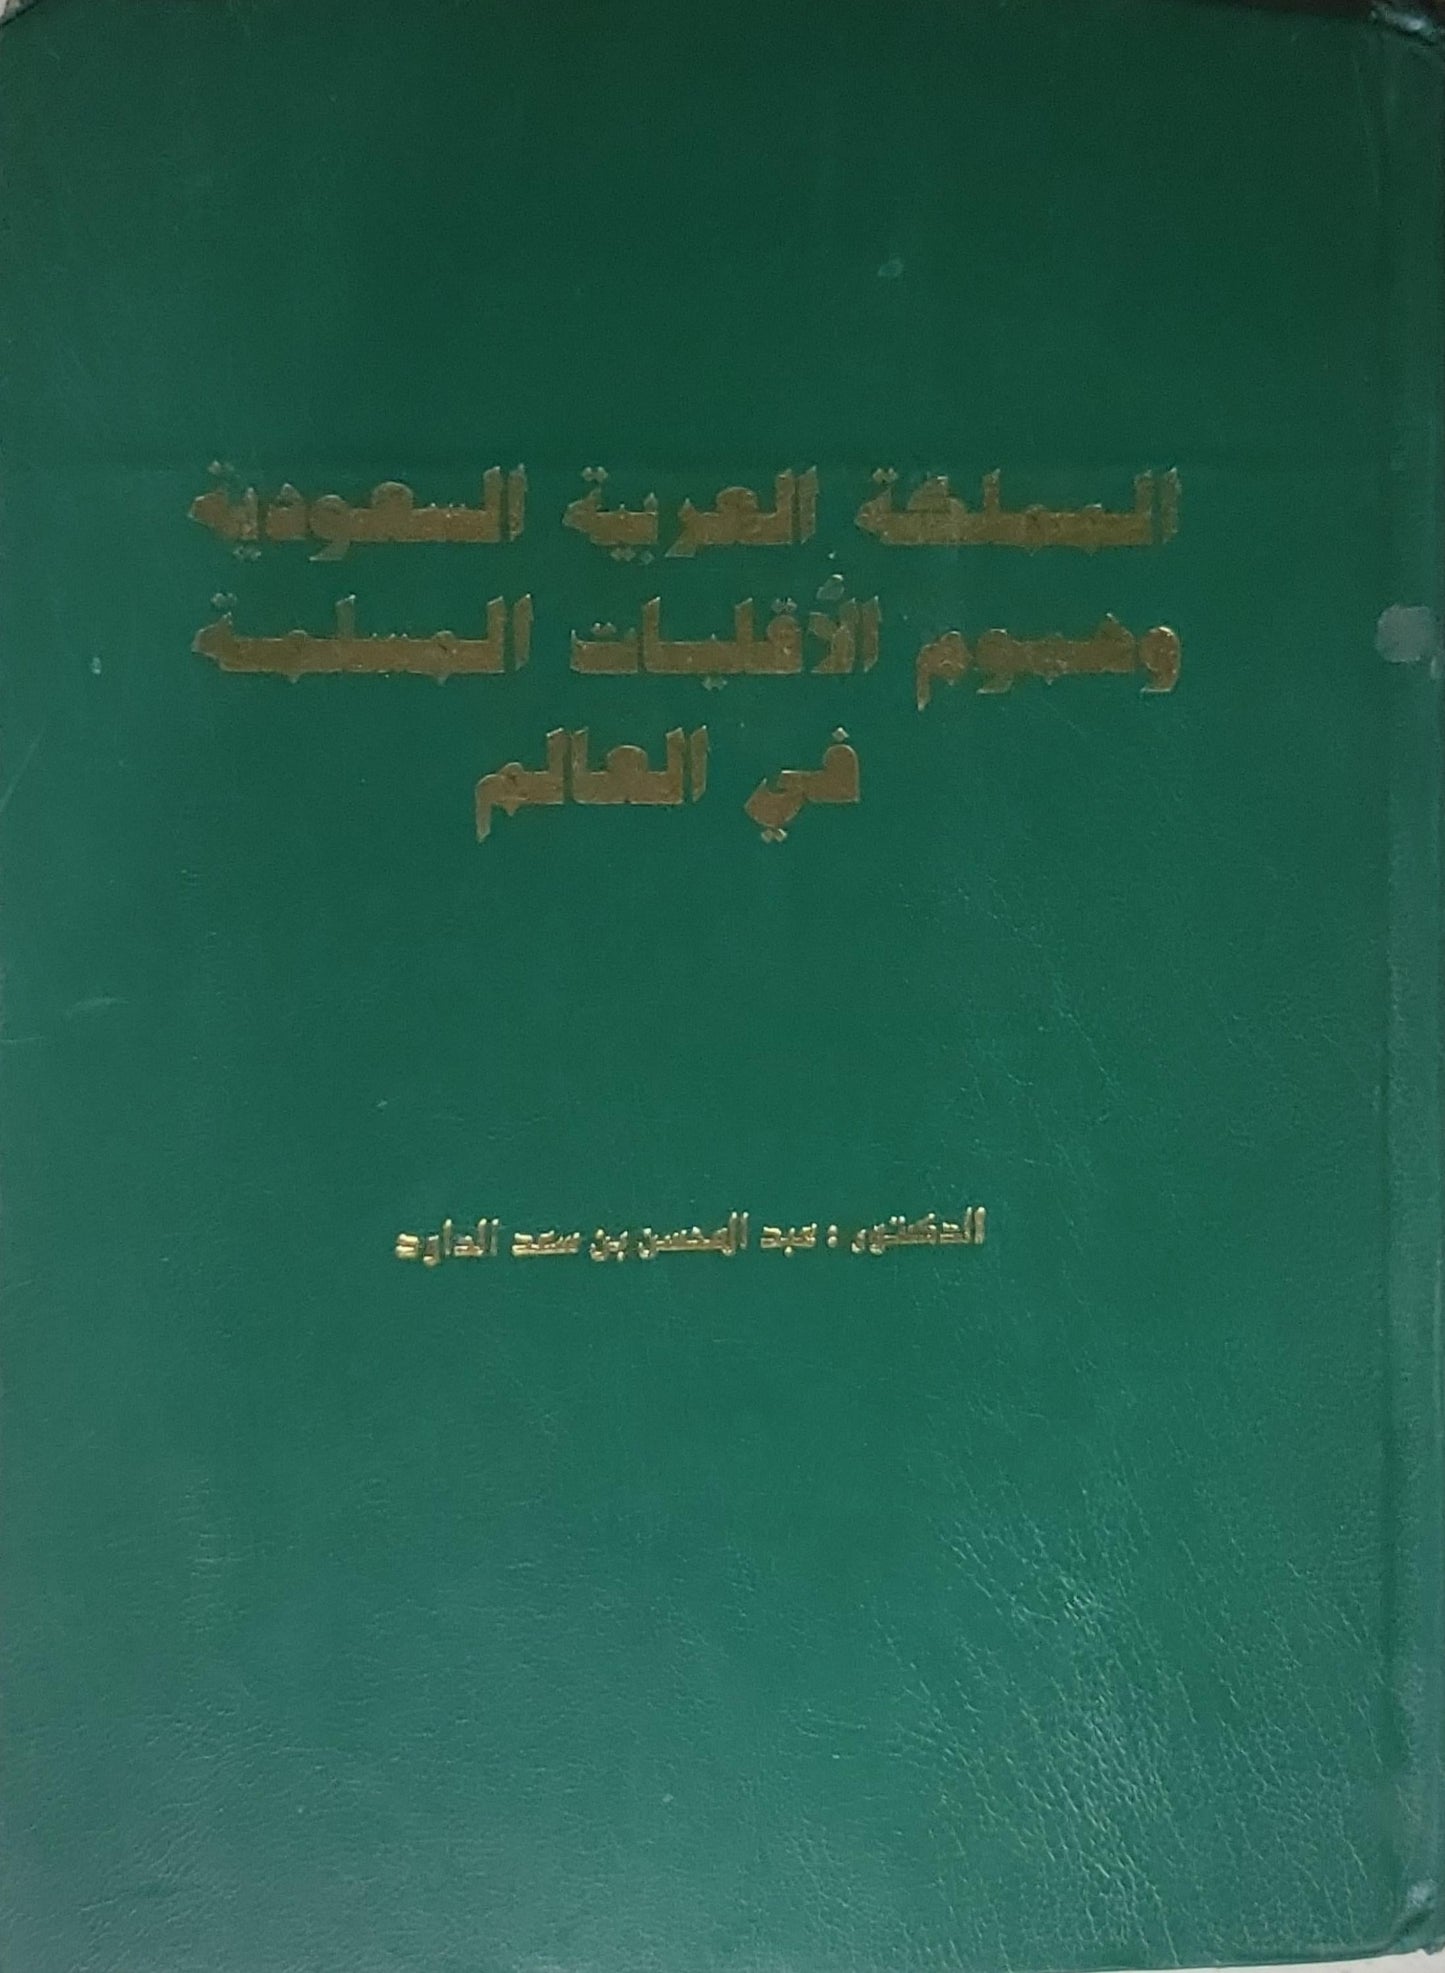 المملكة العربية السعودية
وهموم الأقليات المسلمة
في العالم
الدكتور : عبد المحسن بن سعد الداود